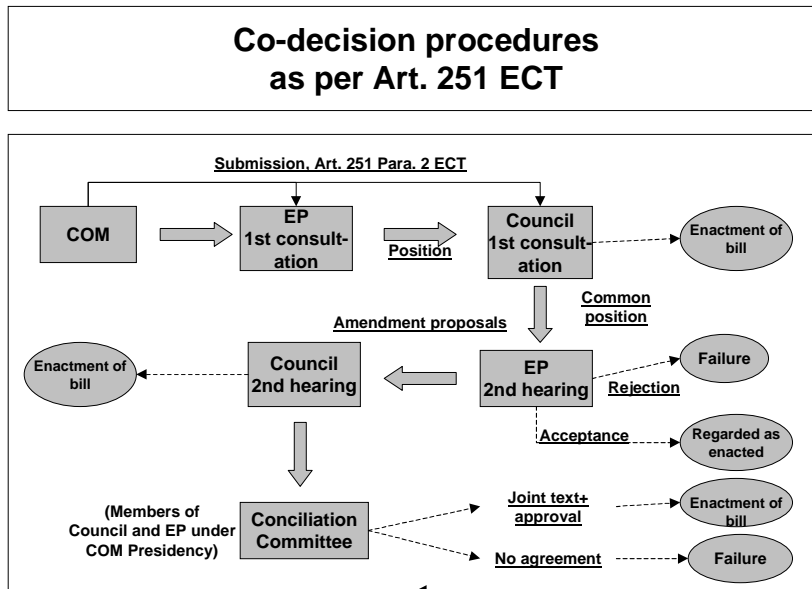 Co-decision procedures
as per Art. 251 ECT
Submission, Art. 251 Para. 2 ECT
COM
EP
1st consult-
ation
Position
Council
1st consult-
ation
Enactment of
bill
Common
position
Amendment proposals
Enactment of
bill
Council
2nd hearing
EP
2nd hearing
Rejection
Failure
Acceptance
Regarded as
enacted
(Members of
Council and EP under
COM Presidency)
Conciliation
Committee
Joint text+
approval
Enactment of
bill
No agreement
Failure